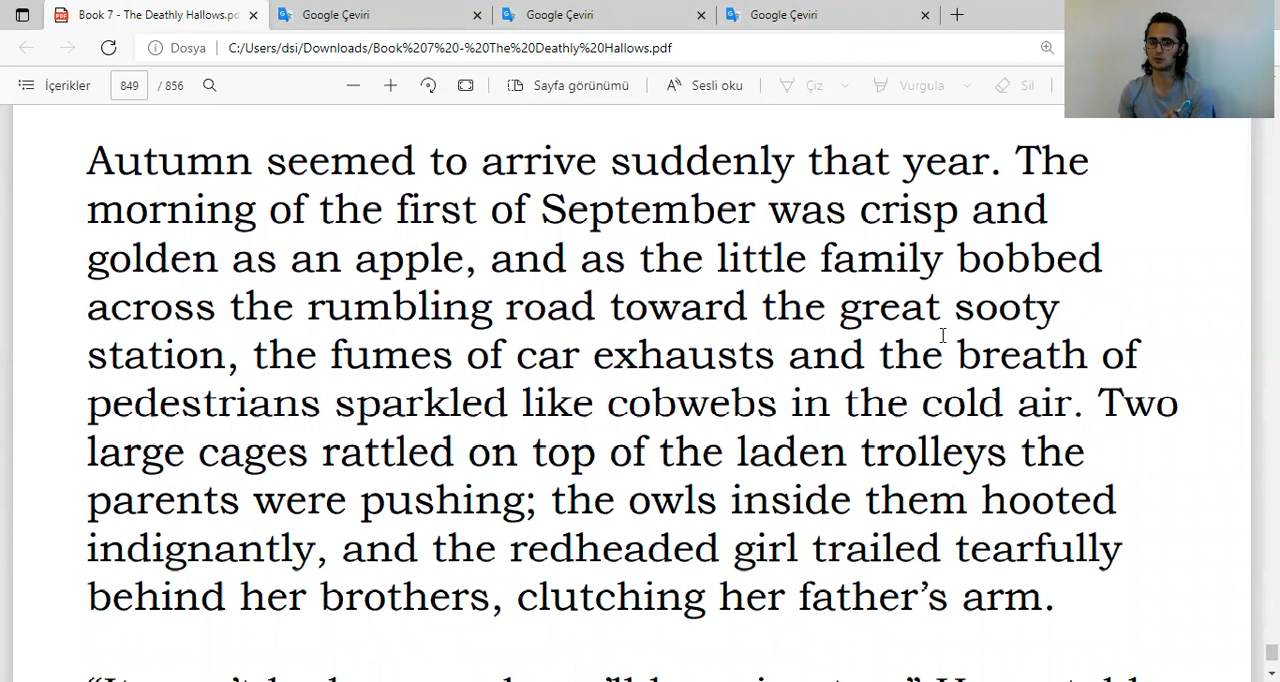 Book 7 - The Deathly Hallows.pd
Google Çeviri
Google Çeviri
Google Çeviri
Dosya
C:/Users/dsi/Downloads/Book%207%20-%20The%20Deathly%20Hallows.pdf
İçerikler
849
/ 856
Sayfa görünümü
Sesli oku
Çiz
Vurgula
Sil
Autumn seemed to arrive suddenly that year. The
morning of the first of September was crisp and
golden as an apple, and as the little family bobbed
across the rumbling road toward the great sooty
station, the fumes of car exhausts and the breath of
pedestrians sparkled like cobwebs in the cold air. Two
large cages rattled on top of the laden trolleys the
parents were pushing; the owls inside them hooted
indignantly, and the redheaded girl trailed tearfully
behind her brothers, clutching her father’s arm.